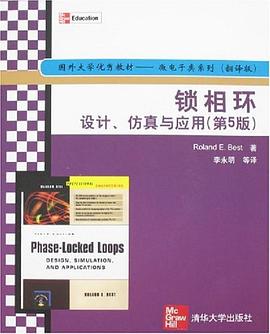 Education
国外大学优秀教材——微电子类系列（翻译版）
锁相环
设计、仿真与应用(第5版)
Roland E. Best 著
李永明 等译
PROFESSIONAL
ENGINEERING
Phase-Locked Loops
DESIGN, SIMULATION,
AND APPLICATIONS
ROLAND E. BEST
Mc
Graw
Hill
清华大学出版社